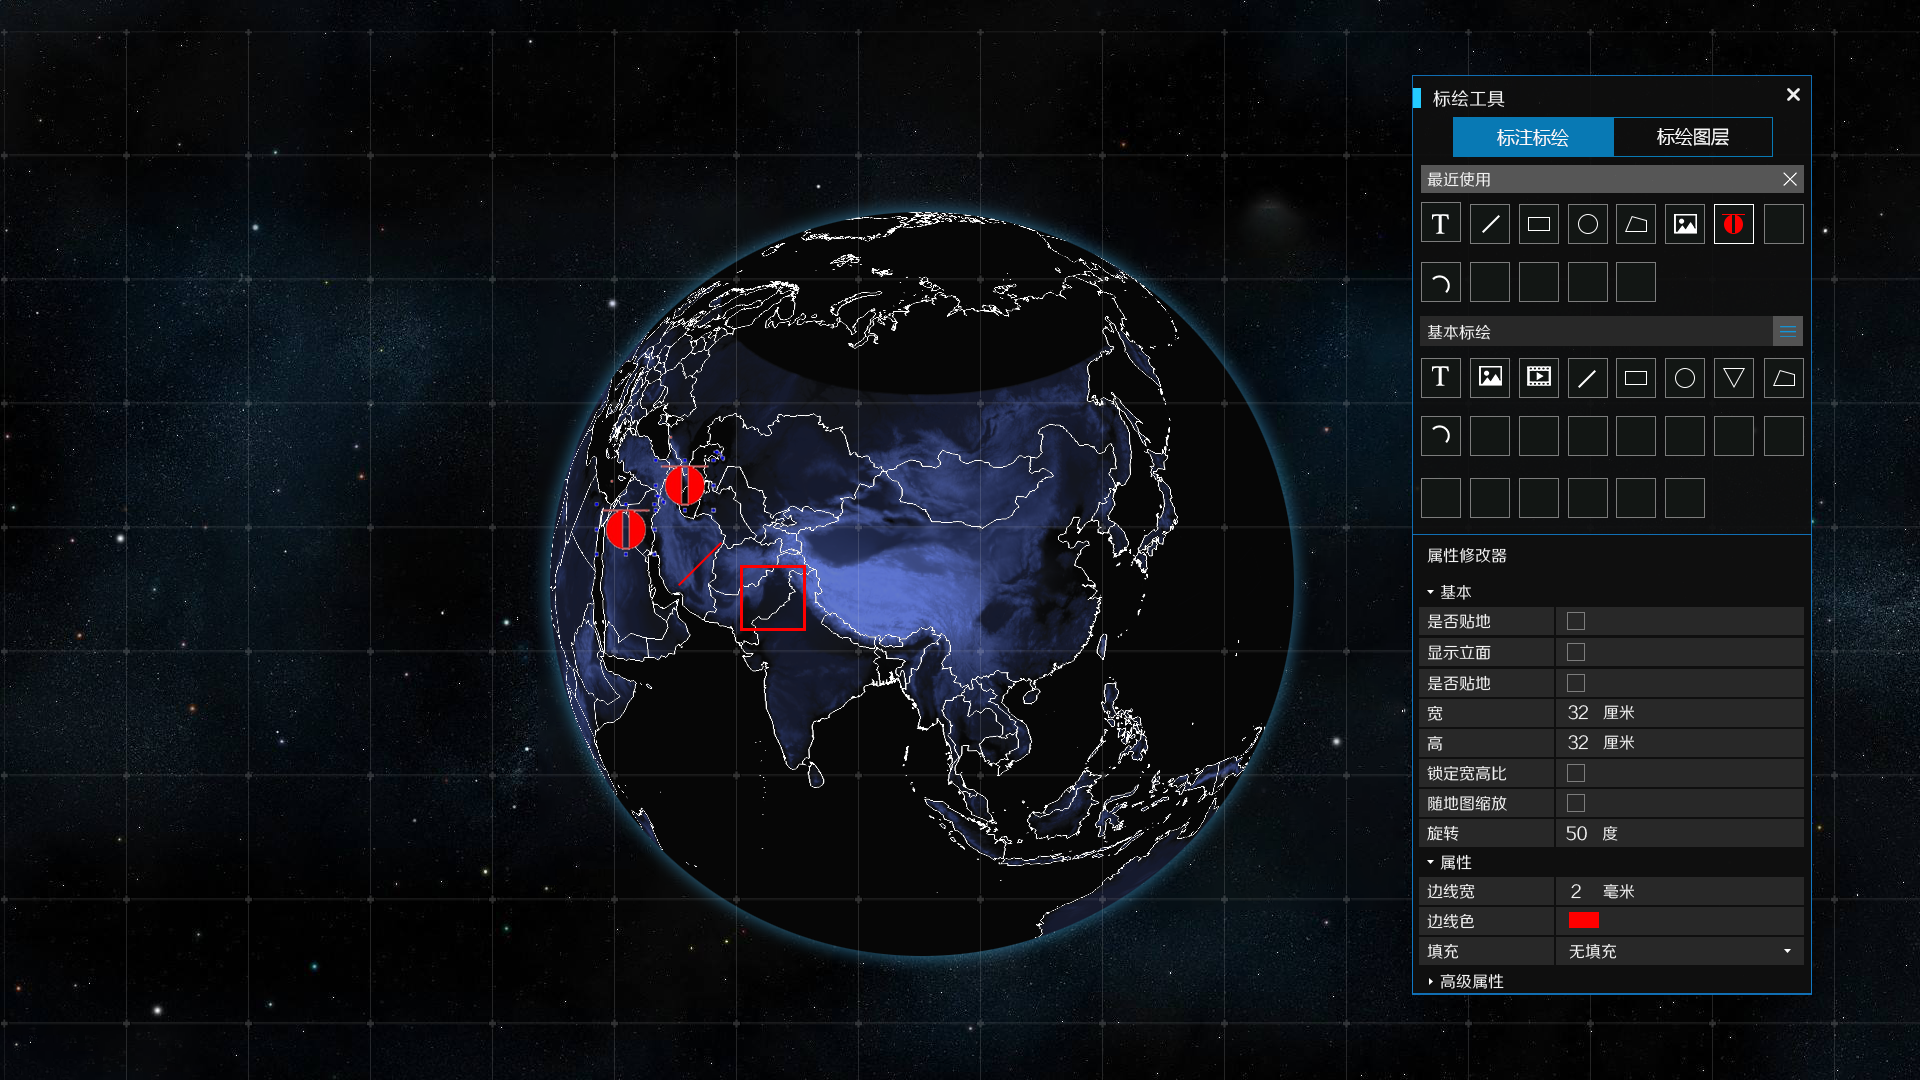 标绘工具
标注标绘 标绘图层
最近使用
T
基本标绘
T
属性修改器
基本
是否贴地
显示立面
是否贴地
宽 32 厘米
高 32 厘米
锁定宽高比
随地图缩放
旋转 50 度
属性
边线宽 2 毫米
边线色
填充 无填充
高级属性